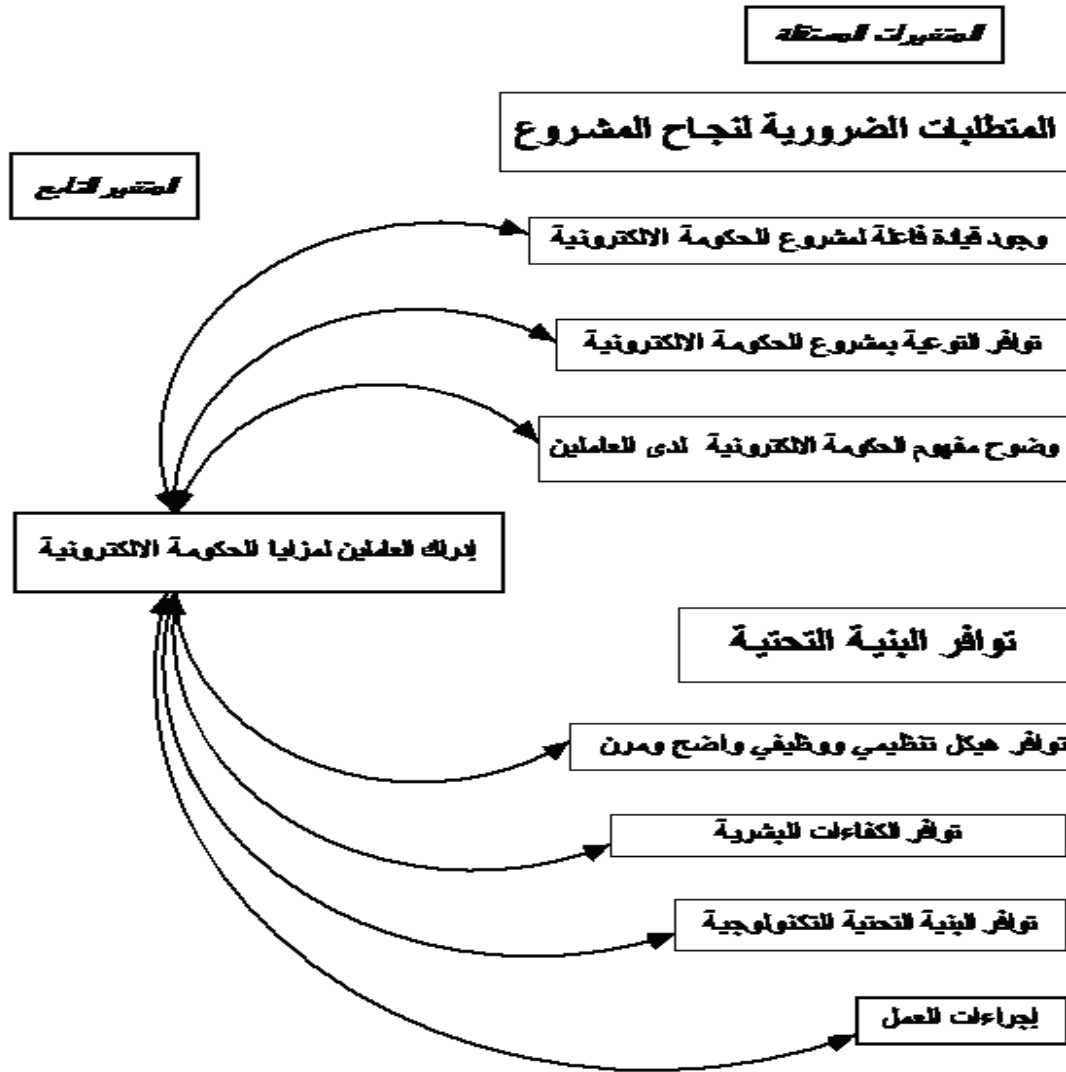 المتغيرات المستقلة
المتطلبات الضرورية لنجاح المشروع
المتغير التابع
وجود قيادة فاعلة لمشروع الحكومة الالكترونية
توافر التوعية بمشروع الحكومة الالكترونية
وضوح مفهوم الحكومة الالكترونية لدى العاملين
إدراك العاملين لمزايا الحكومة الالكترونية
توافر البنية التحتية
توافر هيكل تنظيمي ووظيفي واضح ومرن
توافر الكفاءات البشرية
توافر البنية التحتية التكنولوجية
إجراءات العمل